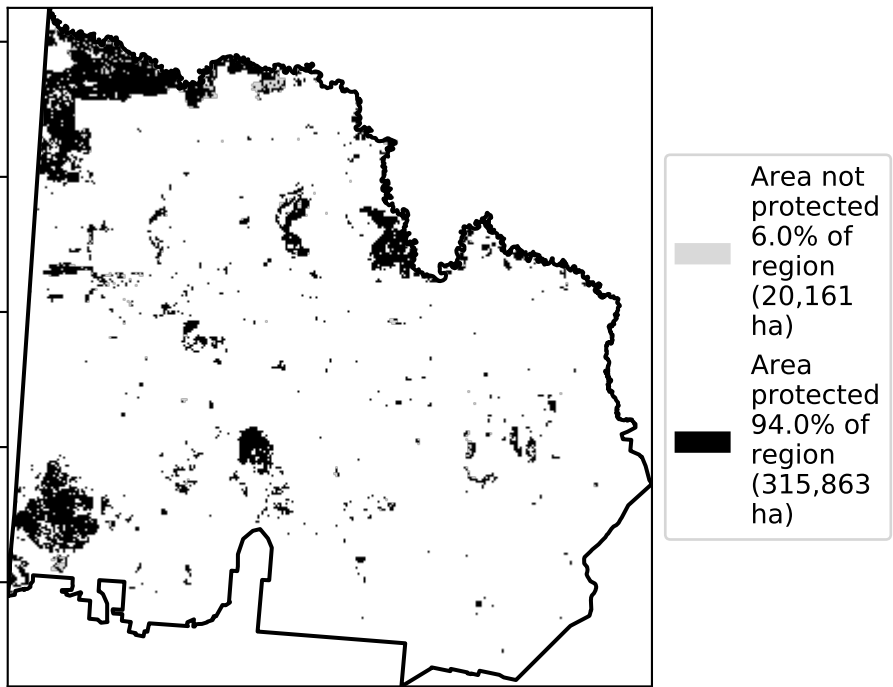 Area not
protected
6.0% of
region
(20,161
ha)
Area
protected
94.0% of
region
(315,863
ha)